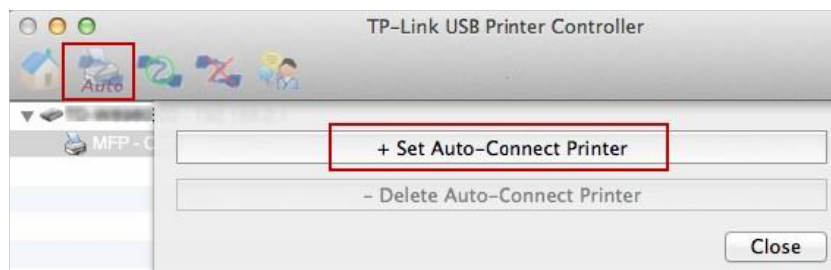 TP-Link USB Printer Controller
Auto
MFP - C
+ Set Auto-Connect Printer
- Delete Auto-Connect Printer
Close